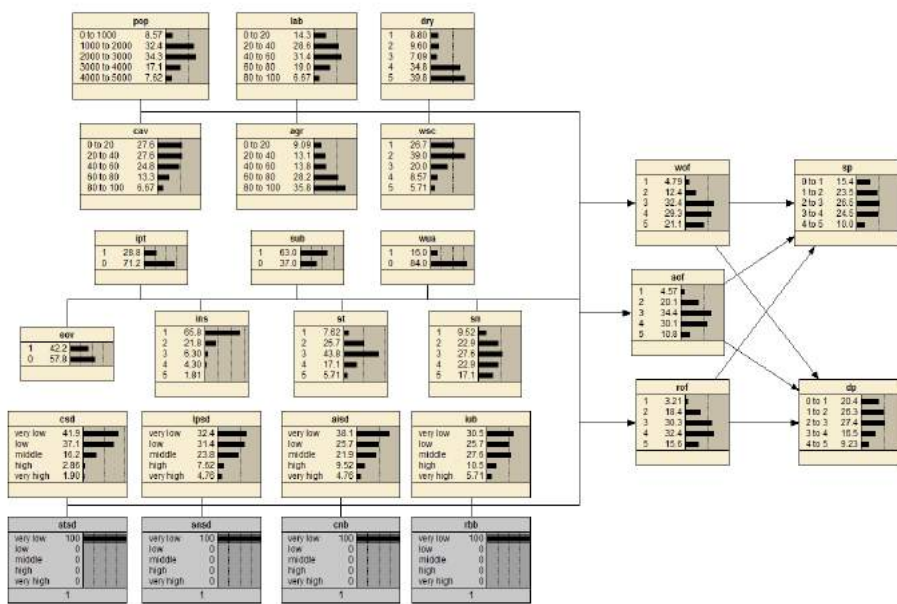 pop
0 to 1000 8.57
1000 to 2000 32.4
2000 to 3000 34.3
3000 to 4000 17.1
4000 to 5000 7.62
lab
0 to 20 14.3
20 to 40 28.6
40 to 60 31.4
60 to 80 19.0
80 to 100 6.67
dry
1 8.80
2 9.60
3 7.09
4 34.8
5 39.8
cav
0 to 20 27.6
20 to 40 27.6
40 to 60 24.8
60 to 80 13.3
80 to 100 6.67
agr
0 to 20 9.09
20 to 40 13.1
40 to 60 13.8
60 to 80 28.2
80 to 100 35.8
wsc
1 26.7
2 39.0
3 20.0
4 8.57
5 5.71
wof
1 4.79
2 12.4
3 32.4
4 29.3
5 21.1
sp
0 to 1 15.4
1 to 2 23.5
2 to 3 26.5
3 to 4 24.5
4 to 5 10.0
ipt
1 28.8
0 71.2
sub
1 63.0
0 37.0
wua
1 16.0
0 84.0
aof
1 4.57
2 20.1
3 34.4
4 30.1
5 10.8
eov
1 42.2
0 57.8
ins
1 65.8
2 21.8
3 6.30
4 4.30
5 1.81
st
1 7.62
2 25.7
3 43.8
4 17.1
5 5.71
sn
1 9.52
2 22.9
3 27.6
4 22.9
5 17.1
rof
1 3.21
2 18.4
3 30.3
4 32.4
5 15.6
dp
0 to 1 20.4
1 to 2 26.3
2 to 3 27.4
3 to 4 16.5
4 to 5 9.23
csd
very low 41.9
low 37.1
middle 16.2
high 2.86
very high 1.90
ipsd
very low 32.4
low 31.4
middle 23.8
high 7.62
very high 4.76
aisd
very low 38.1
low 25.7
middle 21.9
high 9.52
very high 4.76
iub
very low 30.5
low 25.7
middle 27.6
high 10.5
very high 5.71
very low 100
low 0
middle 0
high 0
very high 0
1
very low 100
low 0
middle 0
high 0
very high 0
1
cnb
very low 100
low 0
middle 0
high 0
very high 0
1
rbb
very low 100
low 0
middle 0
high 0
very high 0
1